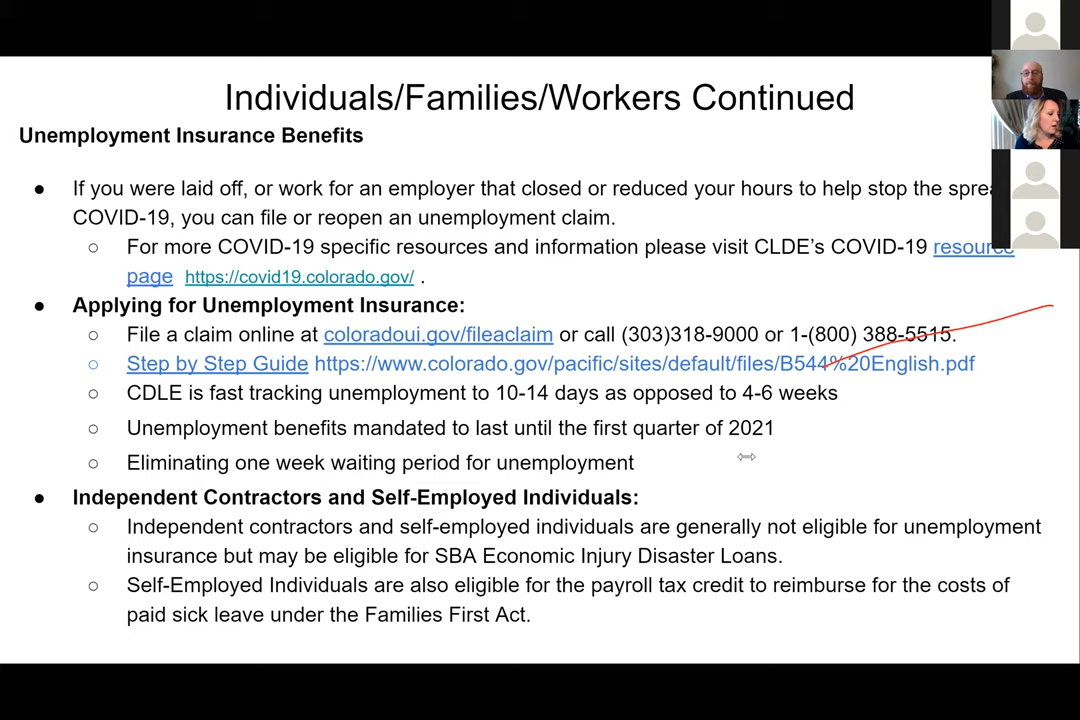 Individuals/Families/Workers Continued
Unemployment Insurance Benefits
● If you were laid off, or work for an employer that closed or reduced your hours to help stop the
COVID-19, you can file or reopen an unemployment claim.
○ For more COVID-19 specific resources and information please visit CLDE’s COVID-19 resource
page https://covid19.colorado.gov/ .
● Applying for Unemployment Insurance:
○ File a claim online at coloradoui.gov/fileaclaim or call (303)318-9000 or 1-(800) 388-5515.
○ Step by Step Guide https://www.colorado.gov/pacific/sites/default/files/B544%20English.pdf
○ CDLE is fast tracking unemployment to 10-14 days as opposed to 4-6 weeks
○ Unemployment benefits mandated to last until the first quarter of 2021
○ Eliminating one week waiting period for unemployment
● Independent Contractors and Self-Employed Individuals:
○ Independent contractors and self-employed individuals are generally not eligible for unemployment
insurance but may be eligible for SBA Economic Injury Disaster Loans.
○ Self-Employed Individuals are also eligible for the payroll tax credit to reimburse for the costs of
paid sick leave under the Families First Act.